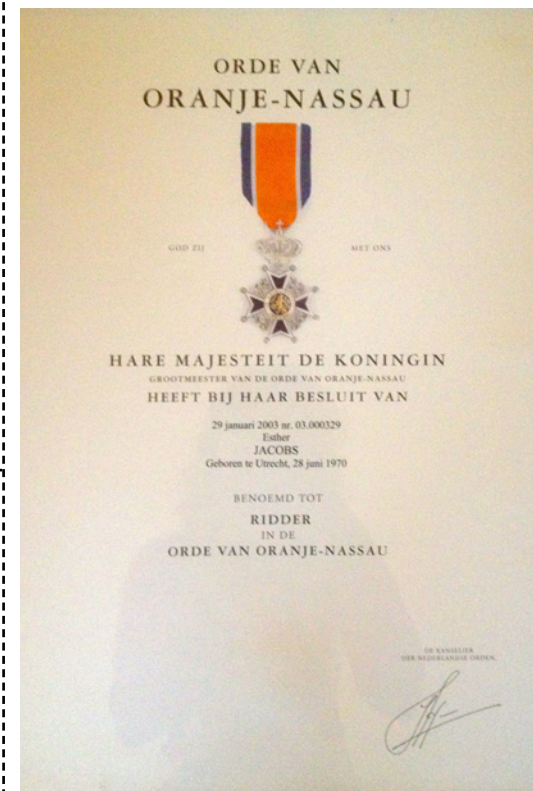 ORDE VAN
ORANJE-NASSAU
GOD ZIJ MET ONS
HARE MAJESTEIT DE KONINGIN
GROOTMEESTER VAN DE ORDE VAN ORANJE-NASSAU
HEEFT BIJ HAAR BESLUIT VAN
29 januari 2003 nr. 03.000329
Esther
JACOBS
Geboren te Utrecht, 28 juni 1970
BENOEMD TOT
RIDDER
IN DE
ORDE VAN ORANJE-NASSAU
DE KANSELIER
DER NEDERLANDSE ORDEN,